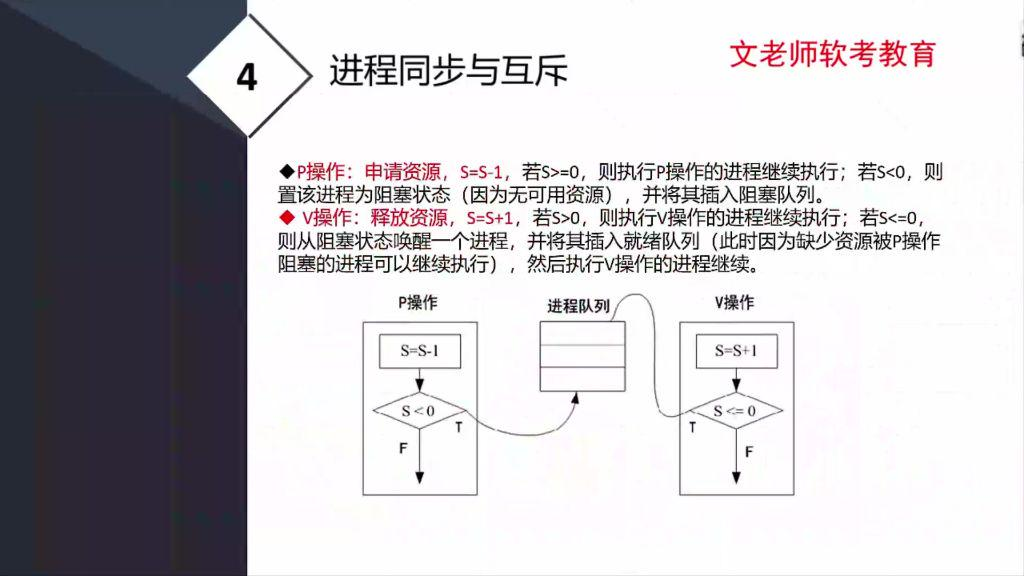 4
进程同步与互斥
文老师软考教育
◆P操作：申请资源，S=S-1，若S>=0，则执行P操作的进程继续执行；若S<0，则
置该进程为阻塞状态（因为无可用资源），并将其插入阻塞队列。
◆ V操作：释放资源，S=S+1，若S>0，则执行V操作的进程继续执行；若S<=0，
则从阻塞状态唤醒一个进程，并将其插入就绪队列（此时因为缺少资源被P操作
阻塞的进程可以继续执行），然后执行V操作的进程继续。
P操作
进程队列
V操作
S=S-1
S=S+1
S < 0
S <= 0
T
T
F
F